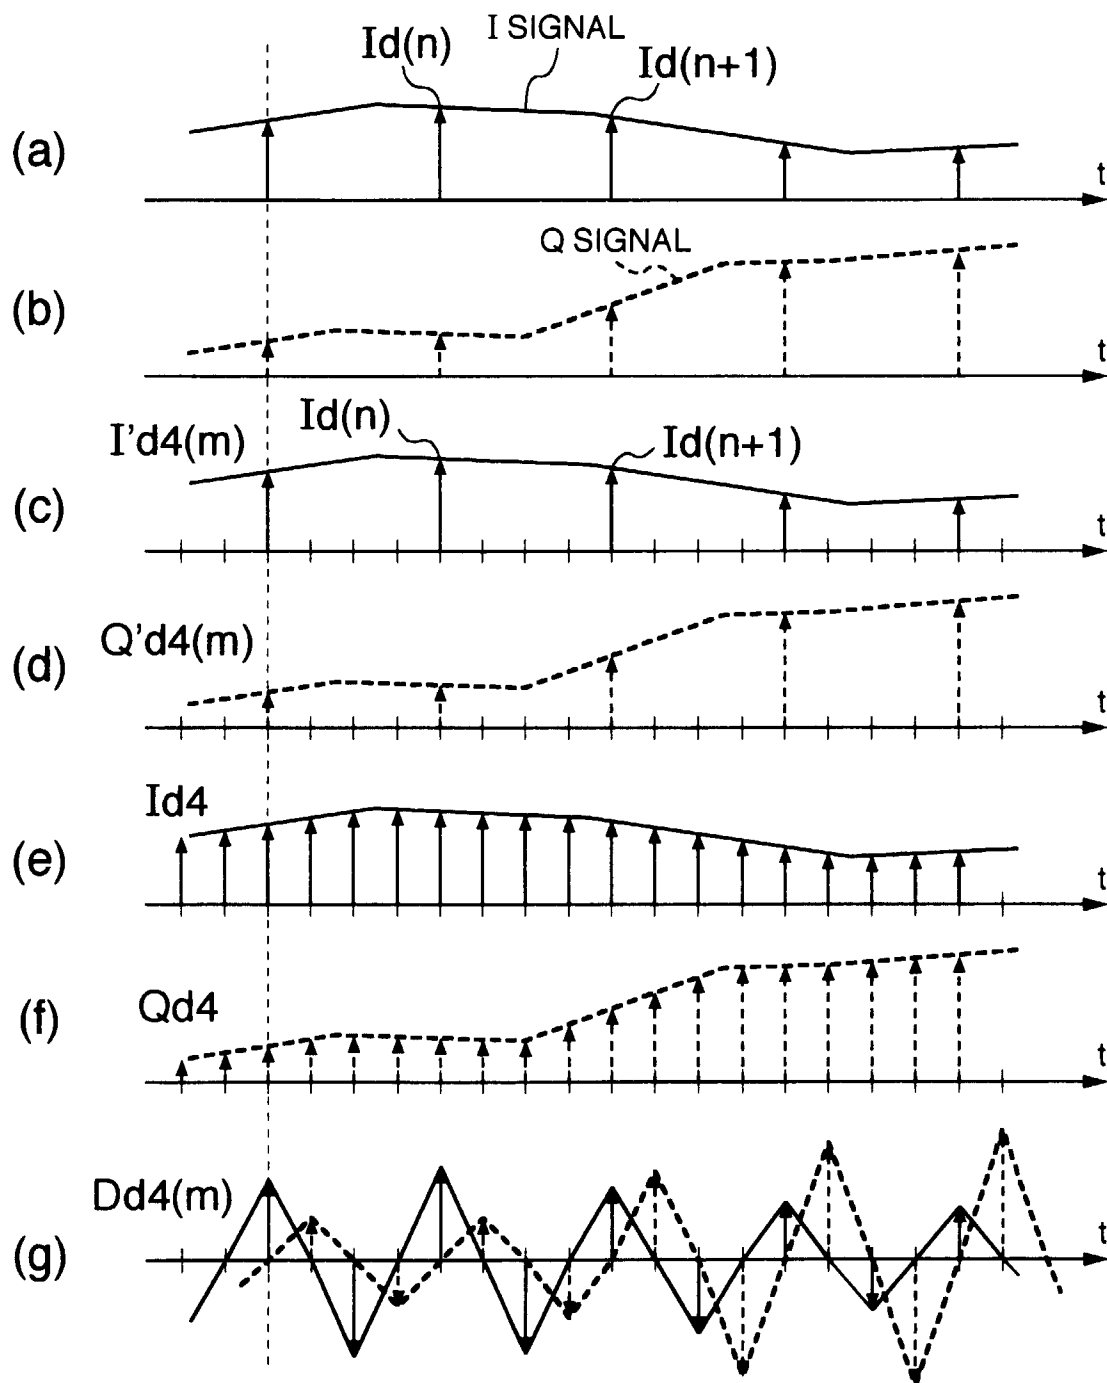 Id(n)
I SIGNAL
Id(n+1)
(a)
t
Q SIGNAL
(b)
t
I'd4(m)
Id(n)
Id(n+1)
(c)
t
Q'd4(m)
(d)
t
Id4
(e)
t
Qd4
(f)
t
Dd4(m)
(g)
t